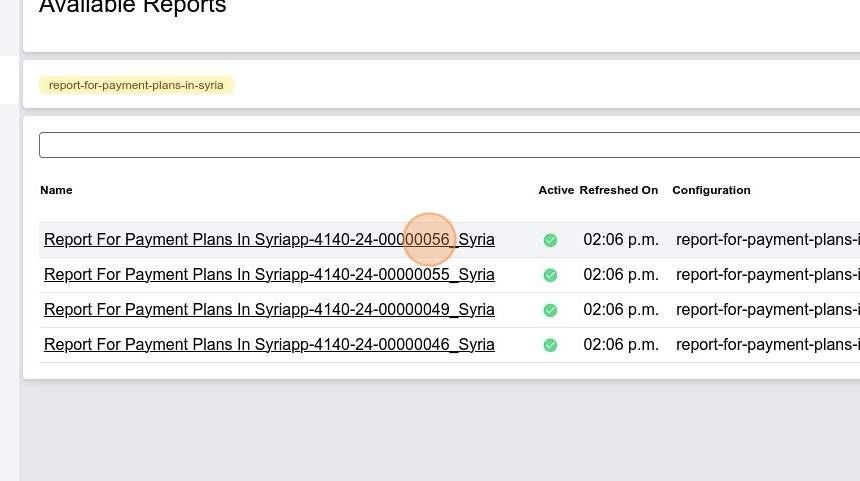 Available Reports
report-for-payment-plans-in-syria
Name Active Refreshed On Configuration
Report For Payment Plans In Syriapp-4140-24-00000056_Syria 02:06 p.m. report-for-payment-plans-i
Report For Payment Plans In Syriapp-4140-24-00000055_Syria 02:06 p.m. report-for-payment-plans-i
Report For Payment Plans In Syriapp-4140-24-00000049_Syria 02:06 p.m. report-for-payment-plans-i
Report For Payment Plans In Syriapp-4140-24-00000046_Syria 02:06 p.m. report-for-payment-plans-i